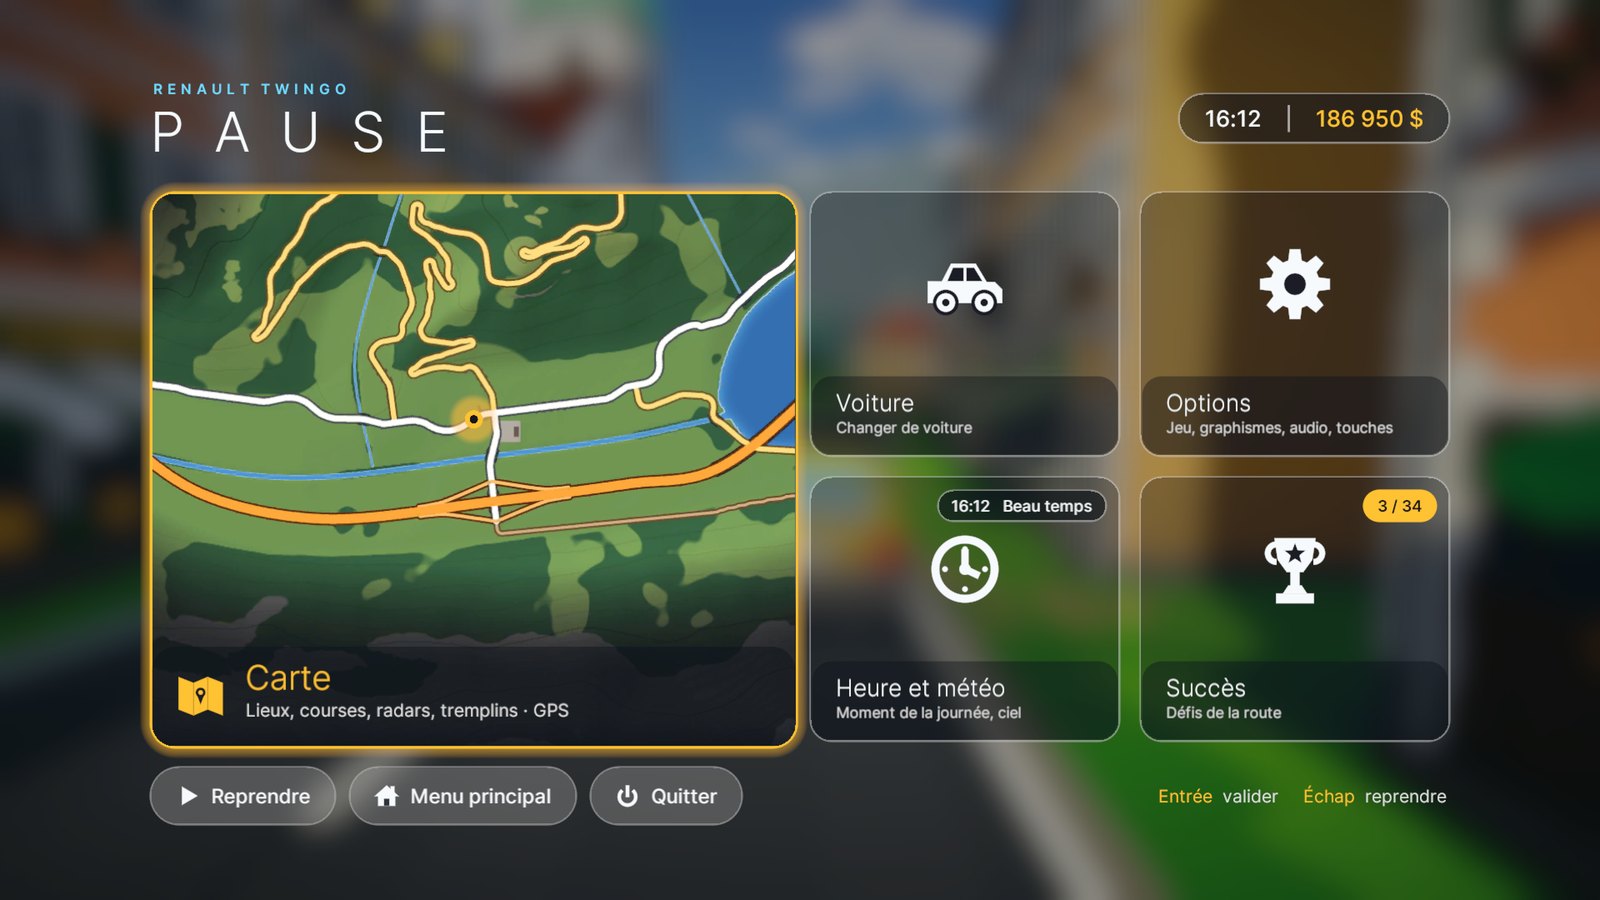 RENAULT TWINGO
PAUSE
16:12 | 186 950 $
Carte
Lieux, courses, radars, tremplins · GPS
Voiture
Changer de voiture
Options
Jeu, graphismes, audio, touches
16:12 Beau temps
Heure et météo
Moment de la journée, ciel
3 / 34
Succès
Défis de la route
Reprendre
Menu principal
Quitter
Entrée valider Échap reprendre